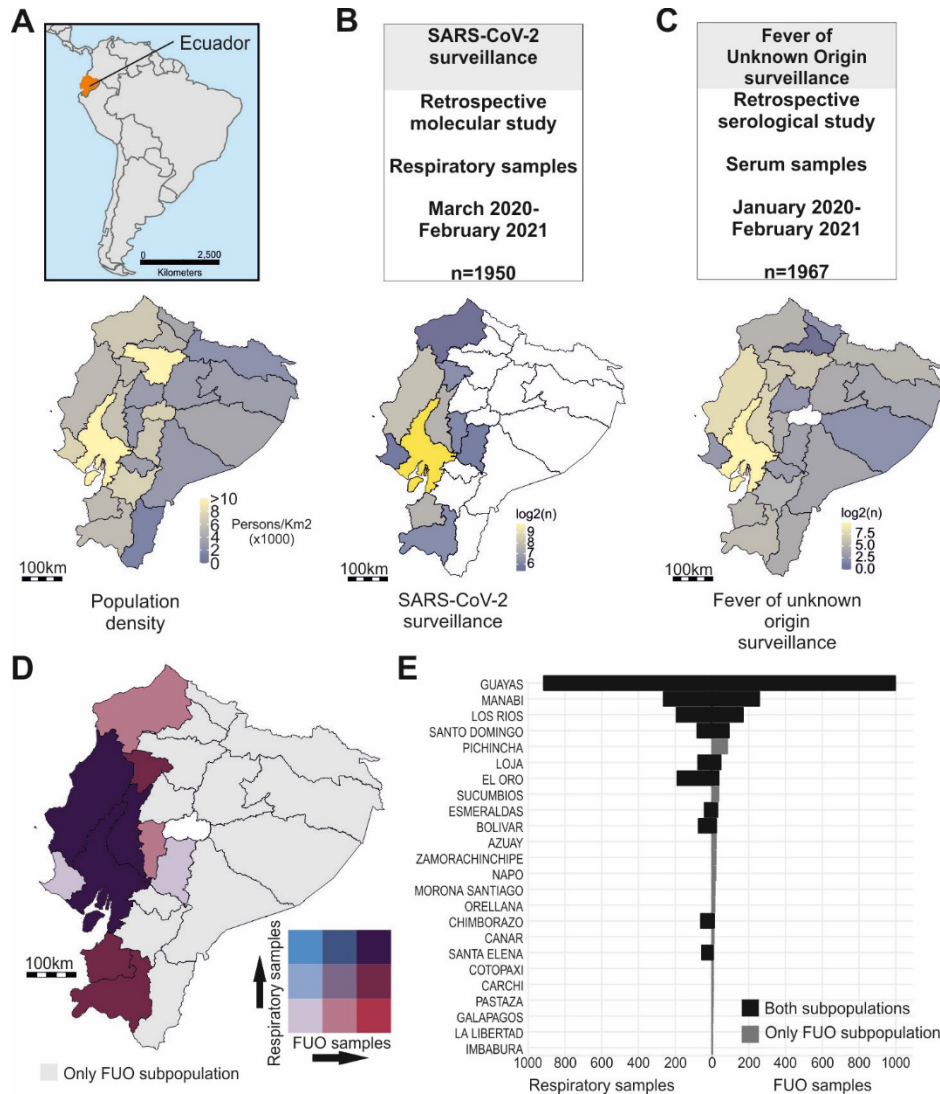 A
Ecuador
0 2,500
Kilometers
>10
8
6
4
2
0
Persons/Km2
(x1000)
100km
Population
density
B
SARS-CoV-2
surveillance
Retrospective
molecular study
Respiratory samples
March 2020-
February 2021
n=1950
log2(n)
9
8
7
6
100km
SARS-CoV-2
surveillance
C
Fever of
Unknown Origin
surveillance
Retrospective
serological study
Serum samples
January 2020-
February 2021
n=1967
log2(n)
7.5
5.0
2.5
0.0
100km
Fever of unknown
origin
surveillance
D
100km
Respiratory samples
FUO samples
Only FUO subpopulation
E
GUAYAS
MANABI
LOS RIOS
SANTO DOMINGO
PICHINCHA
LOJA
EL ORO
SUCUMBIOS
ESMERALDAS
BOLIVAR
AZUAY
ZAMORACHINCHIPE
NAPO
MORONA SANTIAGO
ORELLANA
CHIMBORAZO
CANAR
SANTA ELENA
COTOPAXI
CARCHI
PASTAZA
GALAPAGOS
LA LIBERTAD
IMBABURA
Both subpopulations
Only FUO subpopulation
1000 800 600 400 200 0 200 400 600 800 1000
Respiratory samples FUO samples